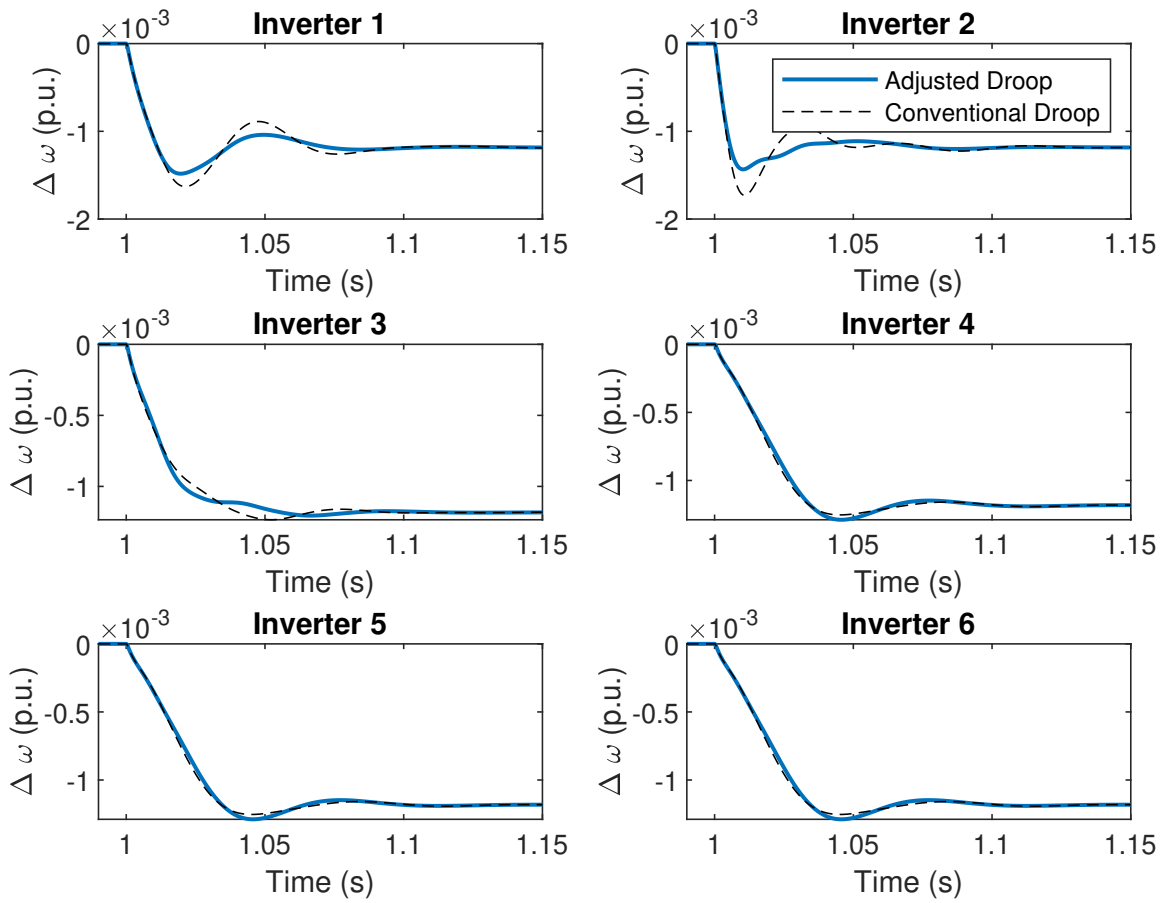 ×10⁻³ Inverter 1
0
-1
-2
Δ ω (p.u.)
1 1.05 1.1 1.15
Time (s)
×10⁻³ Inverter 2
0
-1
-2
Δ ω (p.u.)
Adjusted Droop
Conventional Droop
1 1.05 1.1 1.15
Time (s)
×10⁻³ Inverter 3
0
-0.5
-1
Δ ω (p.u.)
1 1.05 1.1 1.15
Time (s)
×10⁻³ Inverter 4
0
-0.5
-1
Δ ω (p.u.)
1 1.05 1.1 1.15
Time (s)
×10⁻³ Inverter 5
0
-0.5
-1
Δ ω (p.u.)
1 1.05 1.1 1.15
Time (s)
×10⁻³ Inverter 6
0
-0.5
-1
Δ ω (p.u.)
1 1.05 1.1 1.15
Time (s)